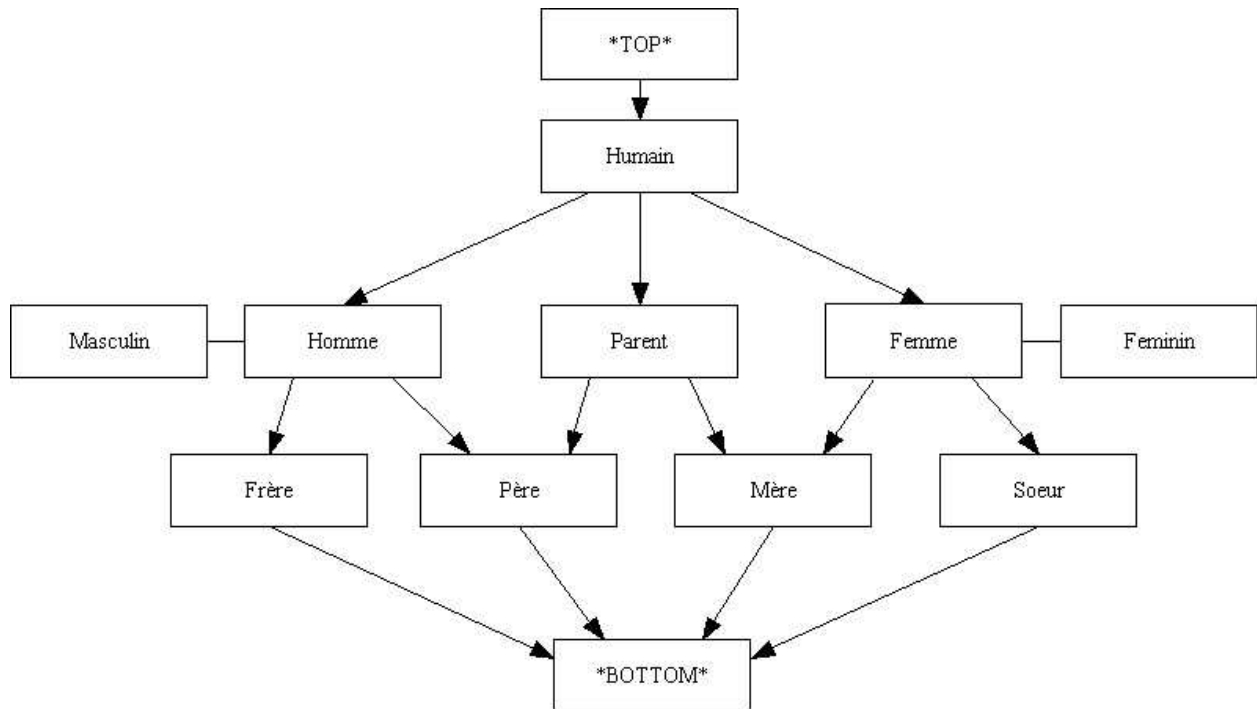 *TOP*
Humain
Masculin
Homme
Parent
Femme
Feminin
Frère
Père
Mère
Soeur
*BOTTOM*